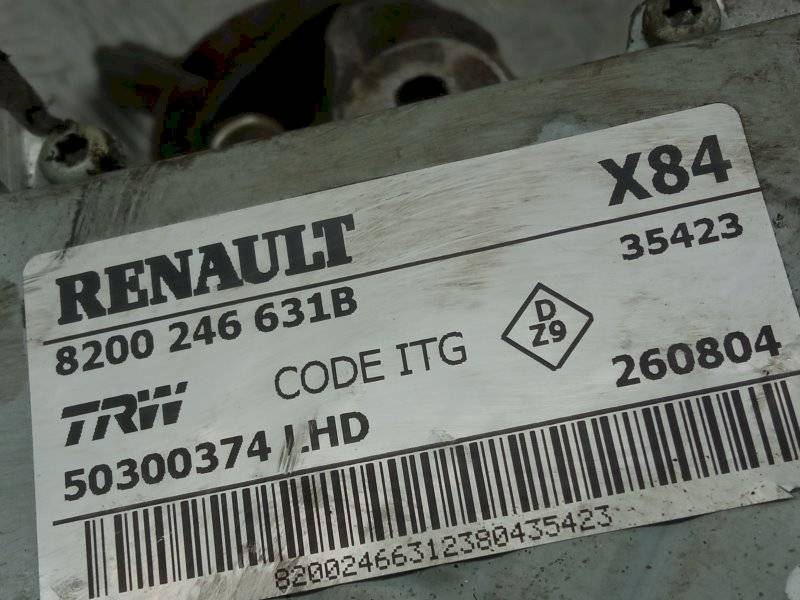 X84
RENAULT
35423
8200 246 631B
D
Z9
CODE ITG
260804
TRW
50300374 LHD
82002466312380435423